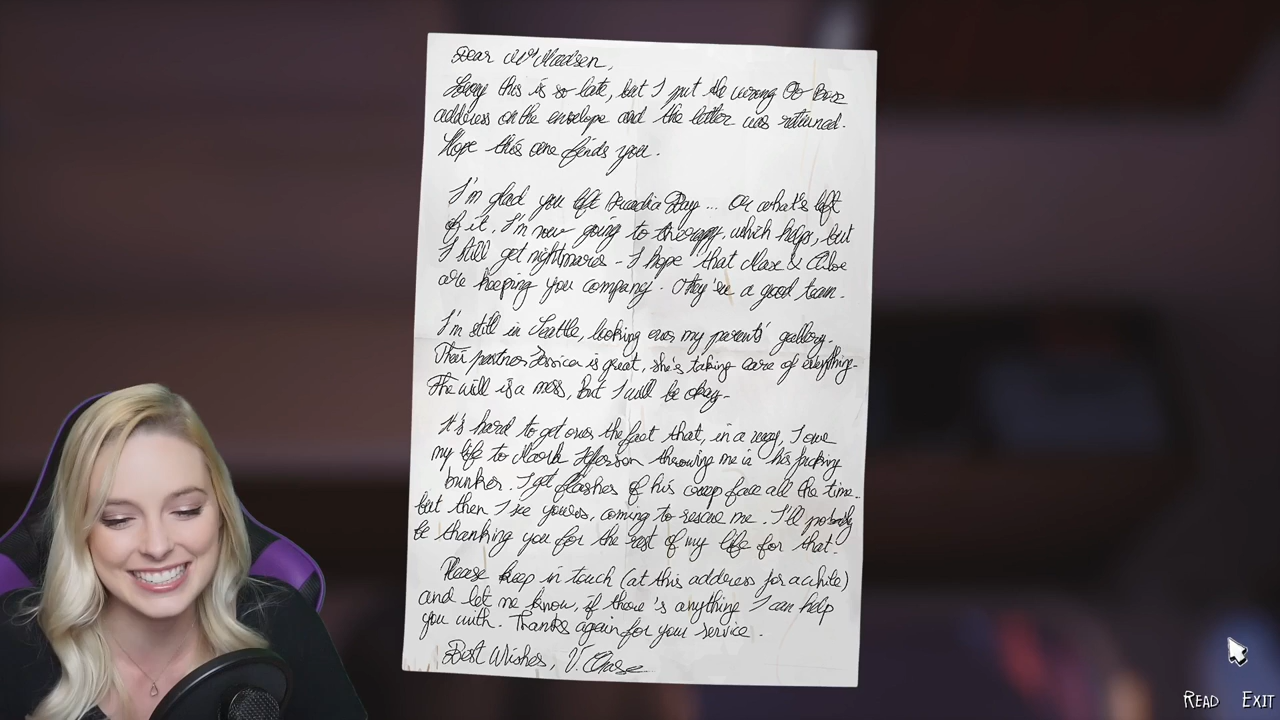 Dear Mr Madsen,
Sorry this is so late, but I put the wrong PO Box
address on the envelope and the letter was returned.
Hope this one finds you.
I'm glad you left Arcadia Bay... Or what's left
of it. I'm now going to therapy, which helps, but
I still get nightmares - I hope that Max & Chloe
are keeping you company. They're a good team.
I'm still in Seattle, looking over my parents' gallery.
Their partner Jessica is great, she's taking care of everything.
The will is a mess, but I will be okay.
It's hard to get over the fact that, in a way, I owe
my life to Mark Jefferson throwing me in his fucking
bunker. I get flashes of his creep face all the time..
but then I see yours, coming to rescue me. I'll probably
be thanking you for the rest of my life for that.
Please keep in touch (at this address for a while)
and let me know, if there's anything I can help
you with. Thanks again for your service.
Best Wishes, V. Chase
READ EXIT